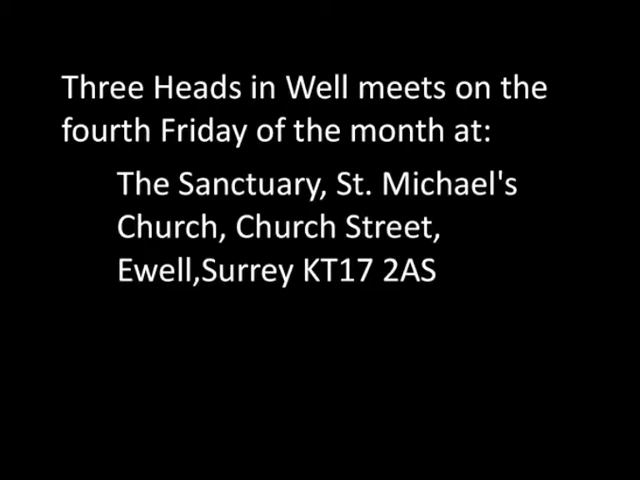 Three Heads in Well meets on the
fourth Friday of the month at:
The Sanctuary, St. Michael's
Church, Church Street,
Ewell,Surrey KT17 2AS